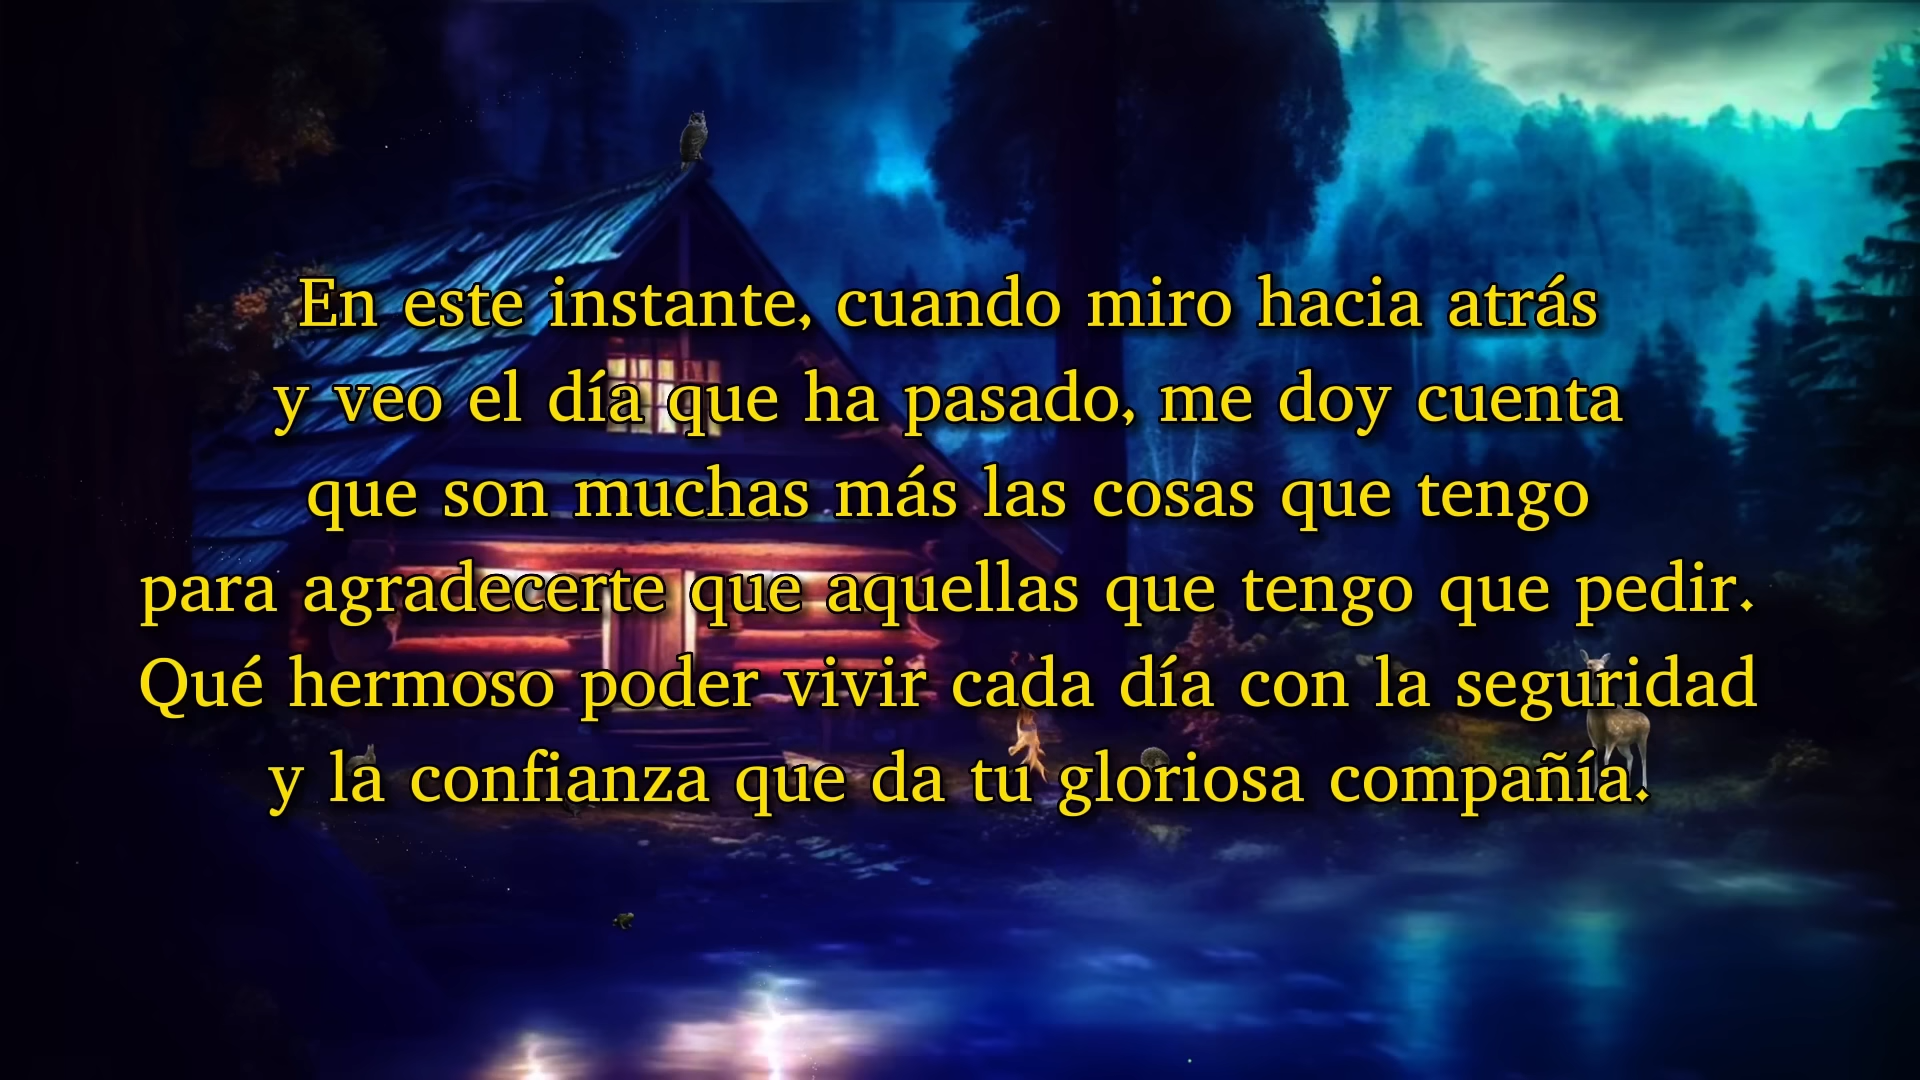 En este instante, cuando miro hacia atrás
y veo el día que ha pasado, me doy cuenta
que son muchas más las cosas que tengo
para agradecerte que aquellas que tengo que pedir.
Qué hermoso poder vivir cada día con la seguridad
y la confianza que da tu gloriosa compañía.